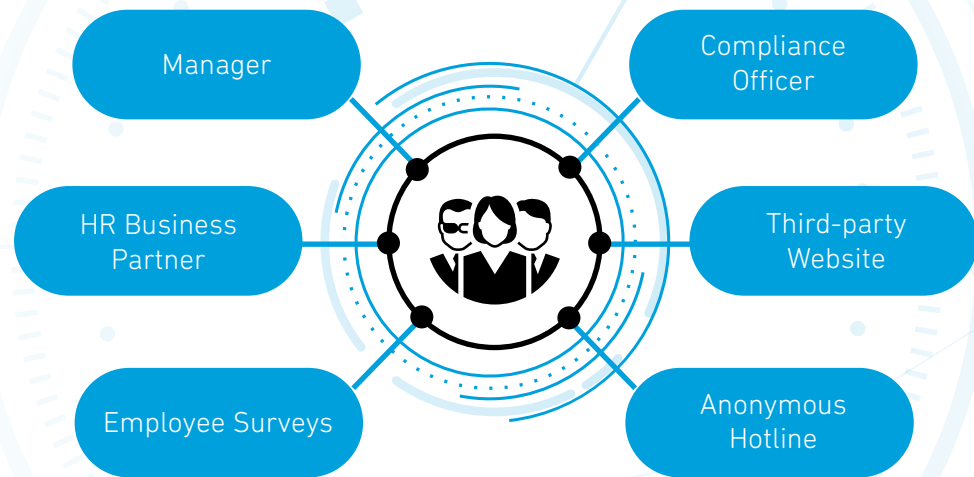 Manager
Compliance
Officer
HR Business
Partner
Third-party
Website
Employee Surveys
Anonymous
Hotline